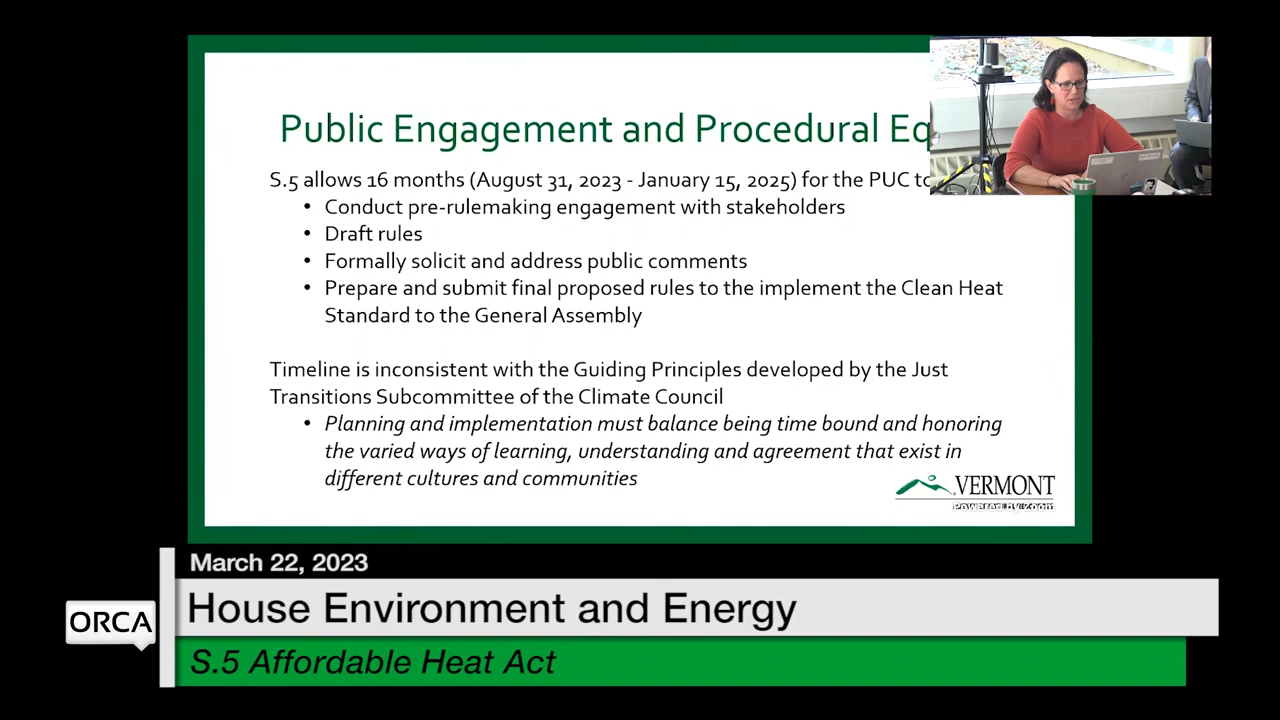 Public Engagement and Procedural Eq
S.5 allows 16 months (August 31, 2023 - January 15, 2025) for the PUC to
• Conduct pre-rulemaking engagement with stakeholders
• Draft rules
• Formally solicit and address public comments
• Prepare and submit final proposed rules to the implement the Clean Heat
Standard to the General Assembly
Timeline is inconsistent with the Guiding Principles developed by the Just
Transitions Subcommittee of the Climate Council
• Planning and implementation must balance being time bound and honoring
the varied ways of learning, understanding and agreement that exist in
different cultures and communities
VERMONT
Powered by Zoom
March 22, 2023
House Environment and Energy
ORCA
S.5 Affordable Heat Act